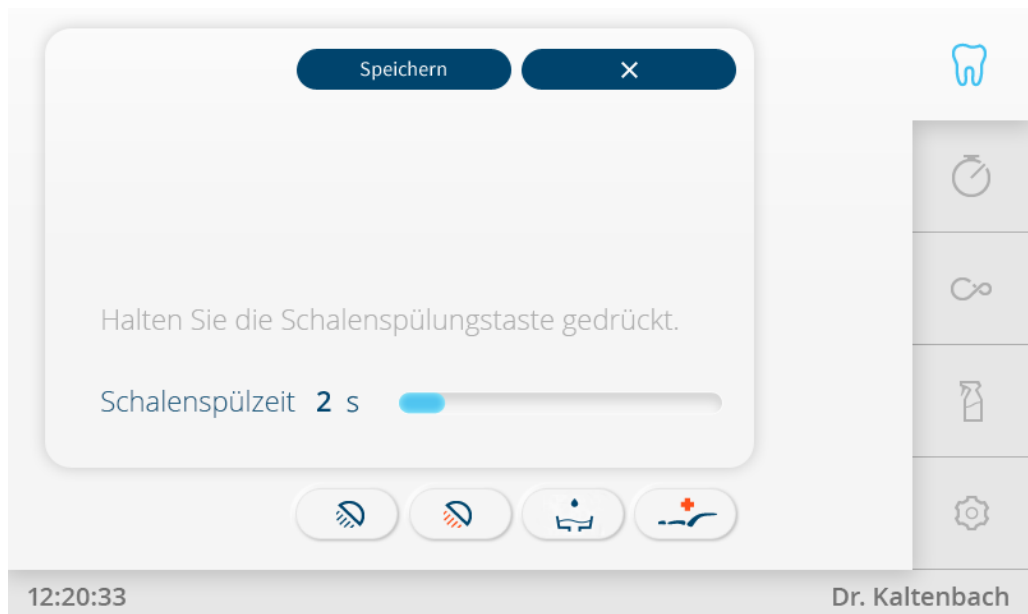 Speichern
Halten Sie die Schalenspülungstaste gedrückt.
Schalenspülzeit 2 s
12:20:33 Dr. Kaltenbach